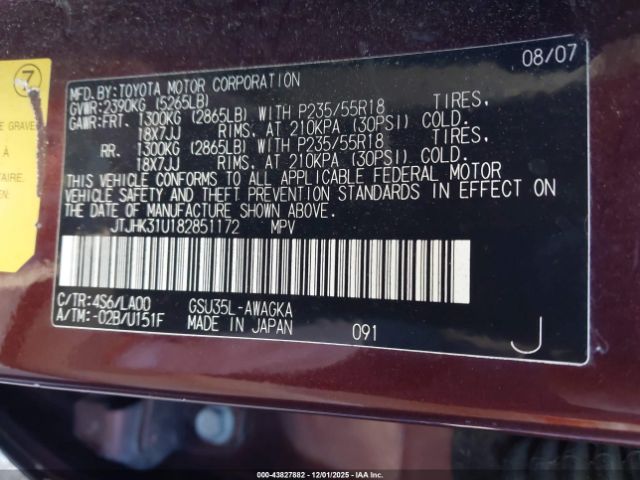 7
E GRAVE
À
08/07
MFD. BY: TOYOTA MOTOR CORPORATION
GVWR: 2390KG (5265LB)
GAWR: FRT. 1300KG (2865LB) WITH P235/55R18 TIRES,
18X7JJ RIMS, AT 210KPA (30PSI) COLD.
RR. 1300KG (2865LB) WITH P235/55R18 TIRES,
18X7JJ RIMS, AT 210KPA (30PSI) COLD.
THIS VEHICLE CONFORMS TO ALL APPLICABLE FEDERAL MOTOR
VEHICLE SAFETY AND THEFT PREVENTION STANDARDS IN EFFECT ON
THE DATE OF MANUFACTURE SHOWN ABOVE.
JTJHK31U182851172 MPV
C/TR: 4S6/LA00 GSU35L-AWAGKA
A/TM: -02B/U151F MADE IN JAPAN 091 J
000-43827882 - 12/01/2025 - IAAI.COM